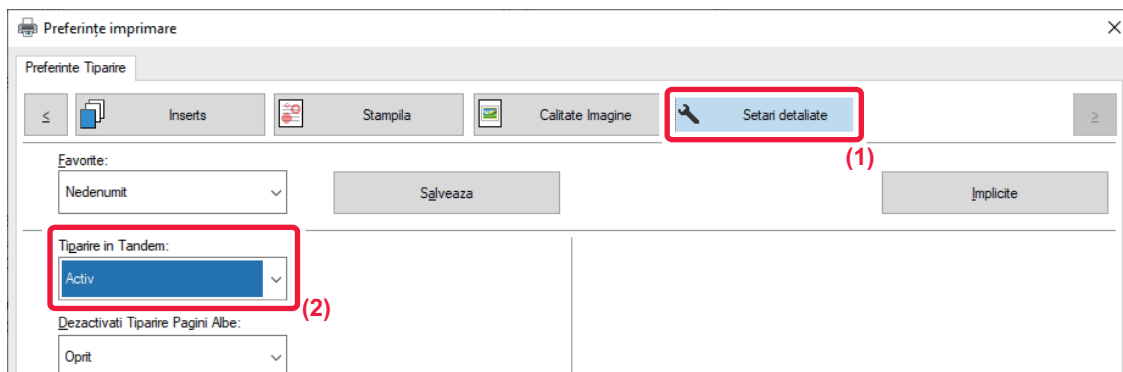 Preferințe imprimare
Preferinte Tiparire
< Inserts Stampila Calitate Imagine Setari detaliate >
(1)
Favorite:
Nedenumit Salveaza Implicite
Tiparire in Tandem:
Activ
(2)
Dezactivati Tiparire Pagini Albe:
Oprit